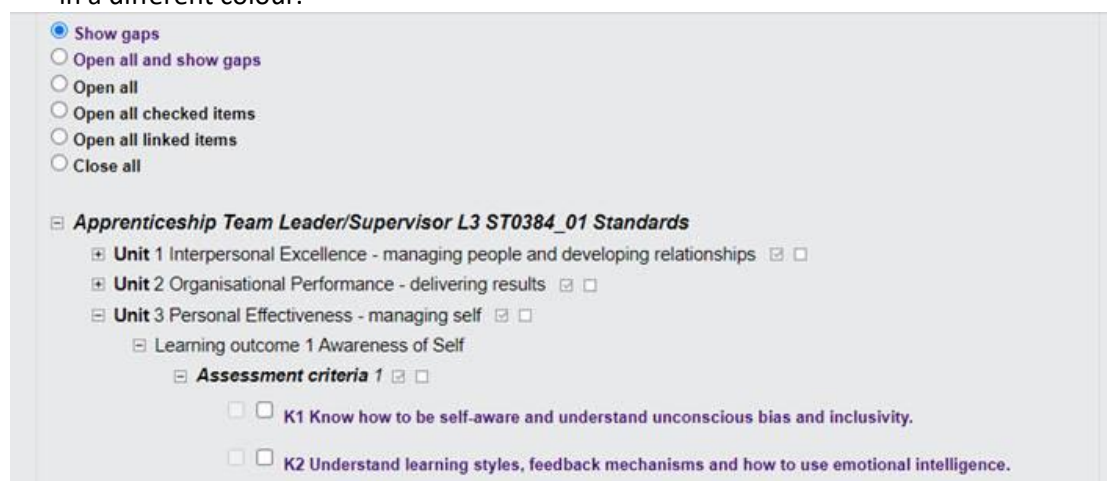 in a different colour.
Show gaps
Open all and show gaps
Open all
Open all checked items
Open all linked items
Close all
Apprenticeship Team Leader/Supervisor L3 ST0384_01 Standards
Unit 1 Interpersonal Excellence - managing people and developing relationships
Unit 2 Organisational Performance - delivering results
Unit 3 Personal Effectiveness - managing self
Learning outcome 1 Awareness of Self
Assessment criteria 1
K1 Know how to be self-aware and understand unconscious bias and inclusivity.
K2 Understand learning styles, feedback mechanisms and how to use emotional intelligence.